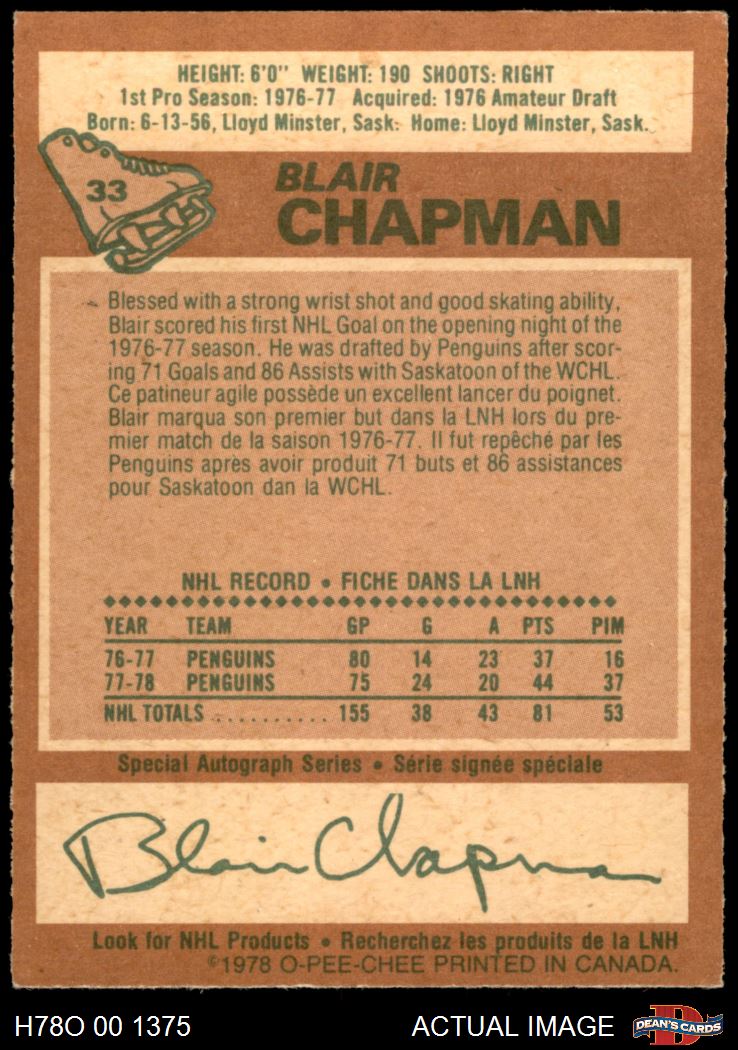 HEIGHT: 6'0" WEIGHT: 190 SHOOTS: RIGHT
1st Pro Season: 1976-77 Acquired: 1976 Amateur Draft
Born: 6-13-56, Lloyd Minster, Sask. Home: Lloyd Minster, Sask.
33
BLAIR
CHAPMAN
Blessed with a strong wrist shot and good skating ability,
Blair scored his first NHL Goal on the opening night of the
1976-77 season. He was drafted by Penguins after scor-
ing 71 Goals and 86 Assists with Saskatoon of the WCHL.
Ce patineur agile possède un excellent lancer du poignet.
Blair marqua son premier but dans la LNH lors du pre-
mier match de la saison 1976-77. Il fut repêché par les
Penguins après avoir produit 71 buts et 86 assistances
pour Saskatoon dan la WCHL.
NHL RECORD • FICHE DANS LA LNH
YEAR TEAM GP G A PTS PIM
76-77 PENGUINS 80 14 23 37 16
77-78 PENGUINS 75 24 20 44 37
NHL TOTALS .......... 155 38 43 81 53
Special Autograph Series • Série signée spéciale
Blair Chapman
Look for NHL Products • Recherchez les produits de la LNH
©1978 O-PEE-CHEE PRINTED IN CANADA.
H78O 00 1375 ACTUAL IMAGE
D
DEAN'S CARDS